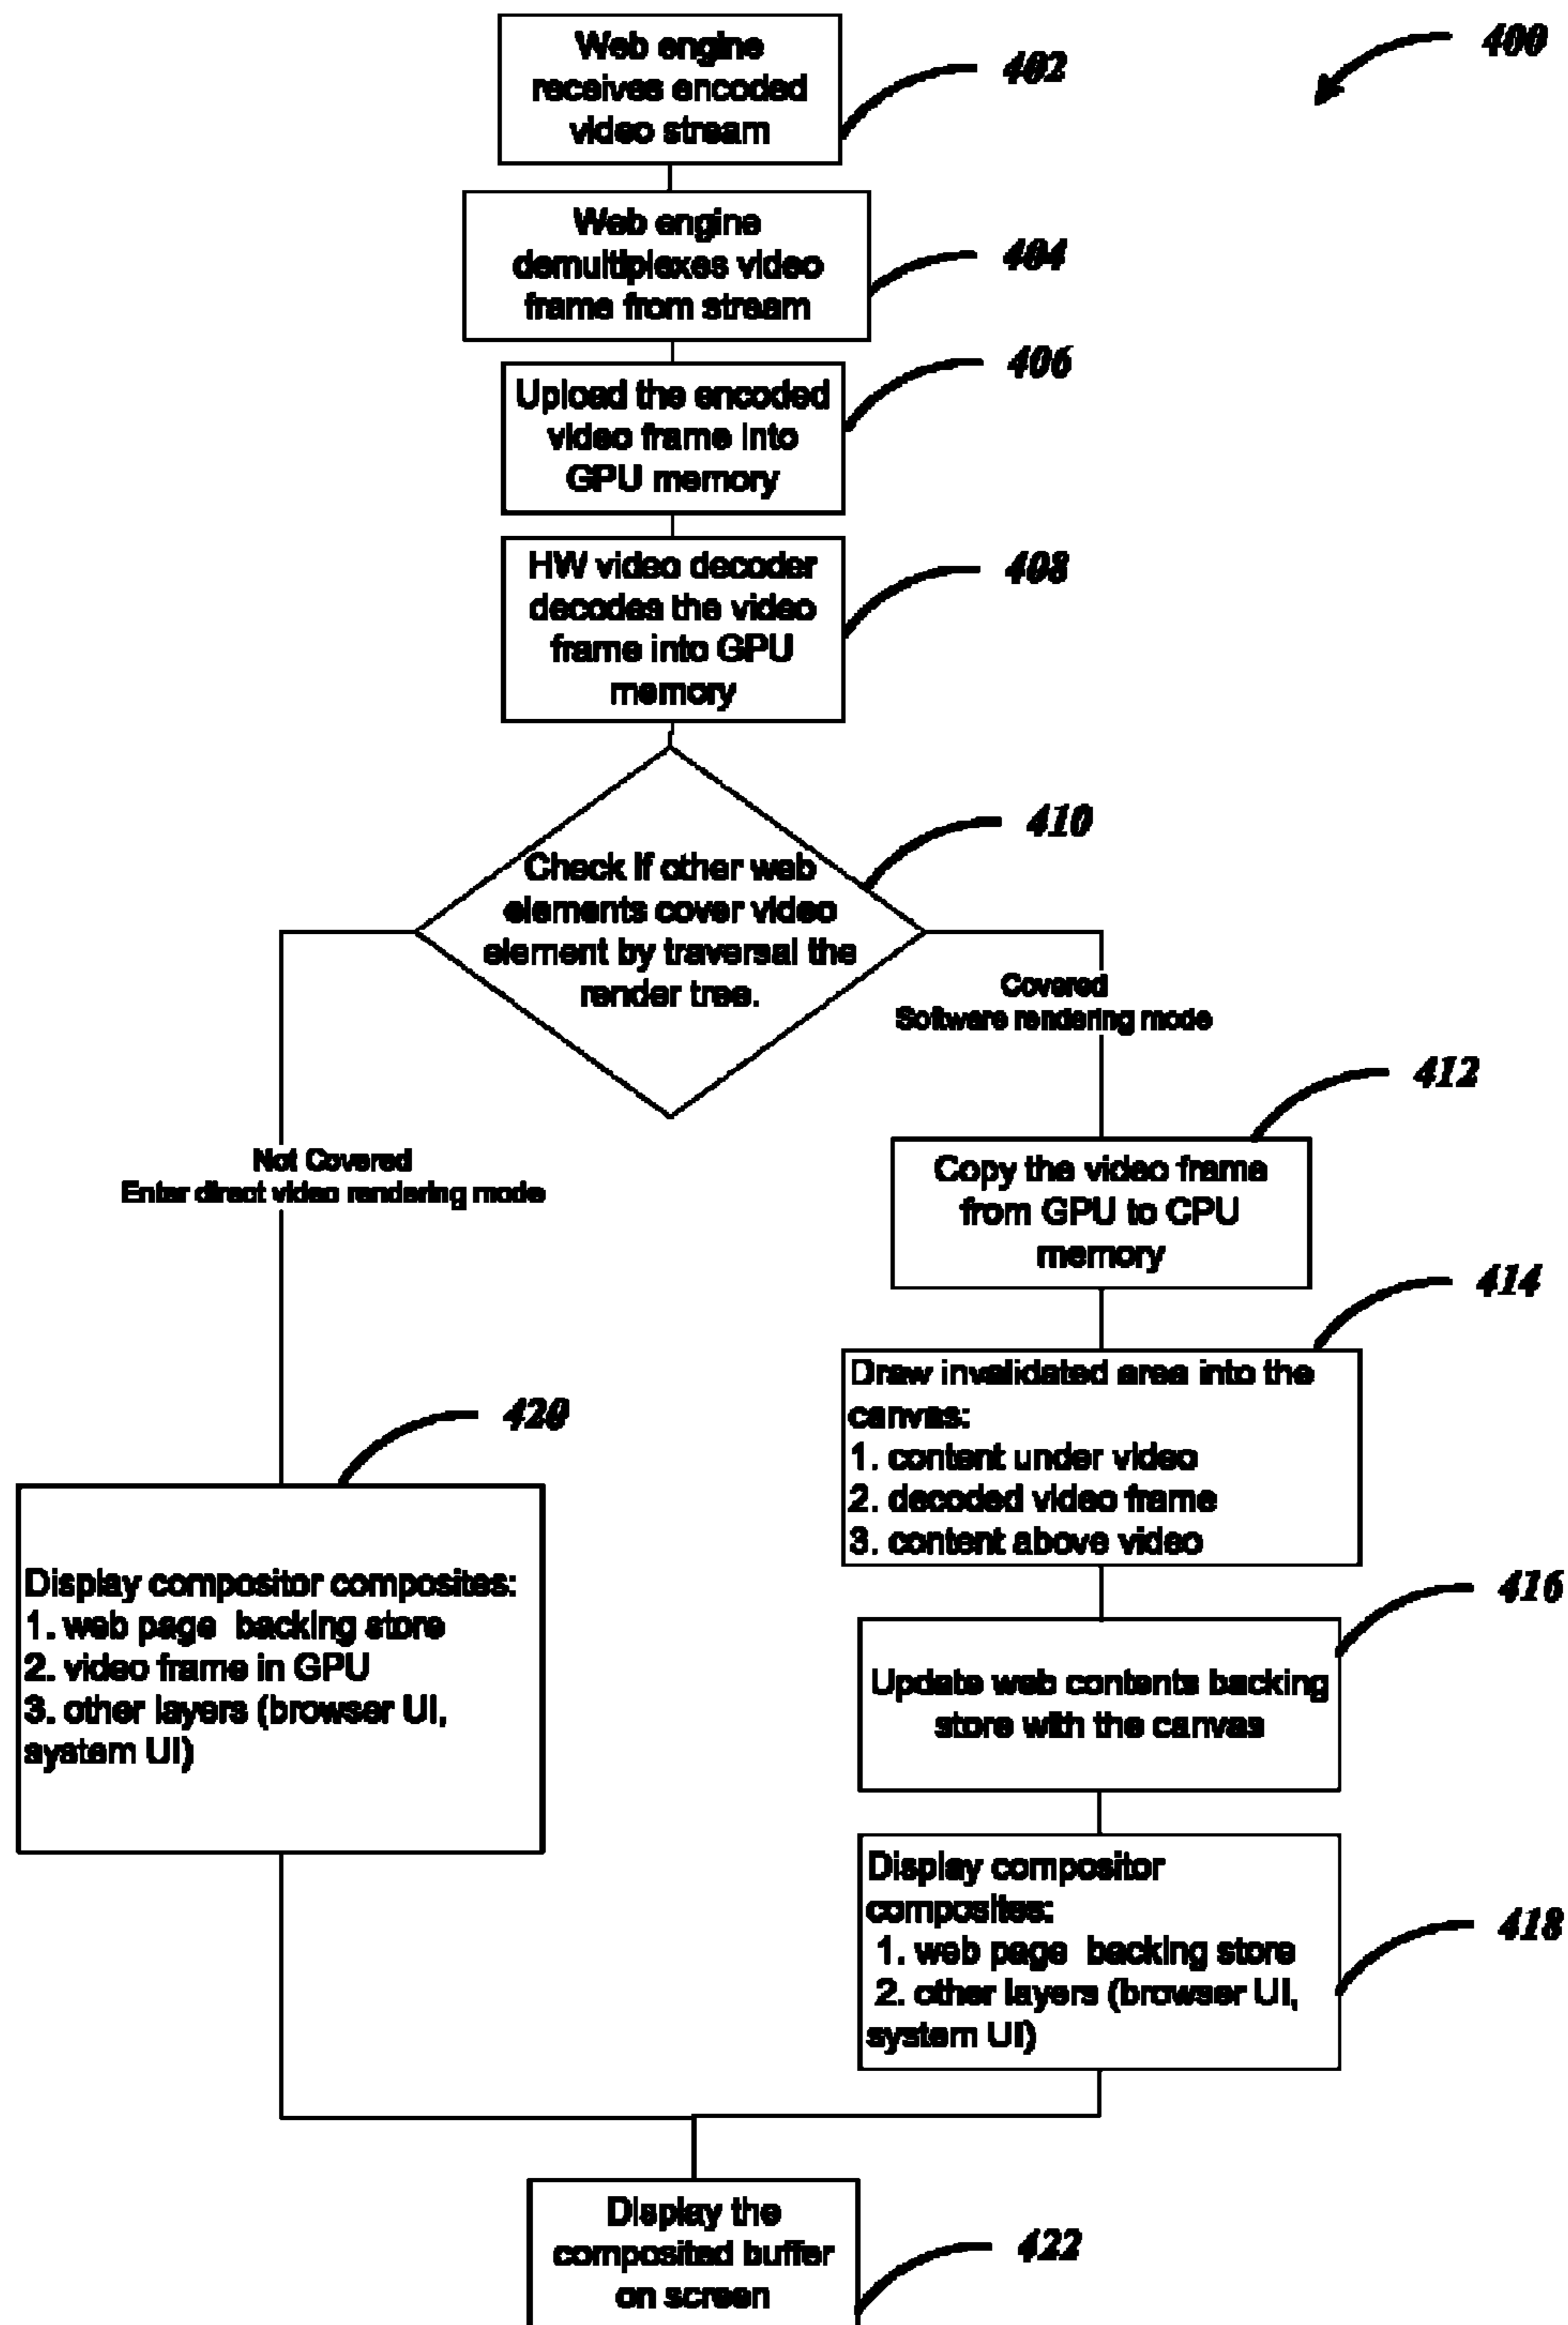 400
Web engine
receives encoded
video stream
402
Web engine
demultiplexes video
frame from stream
404
Upload the encoded
video frame into
GPU memory
406
HW video decoder
decodes the video
frame into GPU
memory
408
Check if other web
elements cover video
element by traversal the
render tree.
410
Covered
Software rendering mode
Not Covered
Enter direct video rendering mode
Copy the video frame
from GPU to CPU
memory
412
Draw invalidated area into the
canvas:
1. content under video
2. decoded video frame
3. content above video
414
Display compositor composites:
1. web page backing store
2. video frame in GPU
3. other layers (browser UI,
system UI)
420
Update web contents backing
store with the canvas
416
Display compositor
composites:
1. web page backing store
2. other layers (browser UI,
system UI)
418
Display the
composited buffer
on screen
422